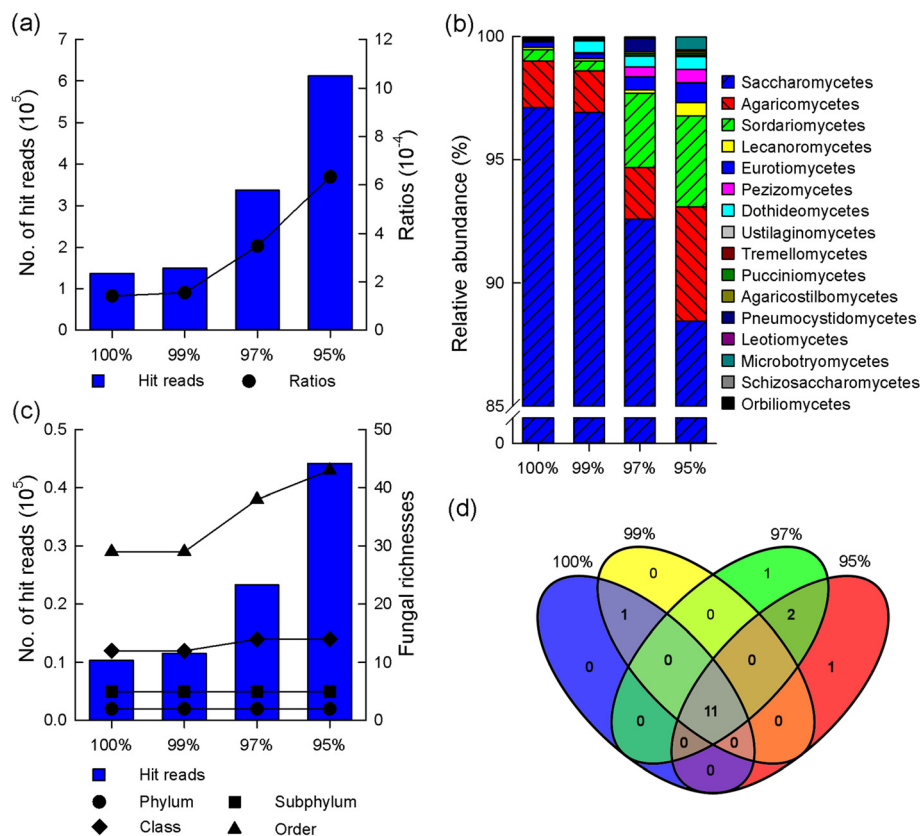 (a)
7
6
5
4
3
2
1
0
No. of hit reads (10⁵)
12
10
8
6
4
2
0
Ratios (10⁻⁴)
100% 99% 97% 95%
Hit reads Ratios
(b)
100
95
90
85
0
Relative abundance (%)
100% 99% 97% 95%
Saccharomycetes
Agaricomycetes
Sordariomycetes
Lecanoromycetes
Eurotiomycetes
Pezizomycetes
Dothideomycetes
Ustilaginomycetes
Tremellomycetes
Pucciniomycetes
Agaricostilbomycetes
Pneumocystidomycetes
Leotiomycetes
Microbotryomycetes
Schizosaccharomycetes
Orbiliomycetes
(c)
0.5
0.4
0.3
0.2
0.1
0.0
No. of hit reads (10⁵)
50
40
30
20
10
0
Fungal richnesses
100% 99% 97% 95%
Hit reads
Phylum Subphylum
Class Order
(d)
99% 97%
100% 95%
0 1
1 0 2
0 0 0 1
11
0 0
0 0
0